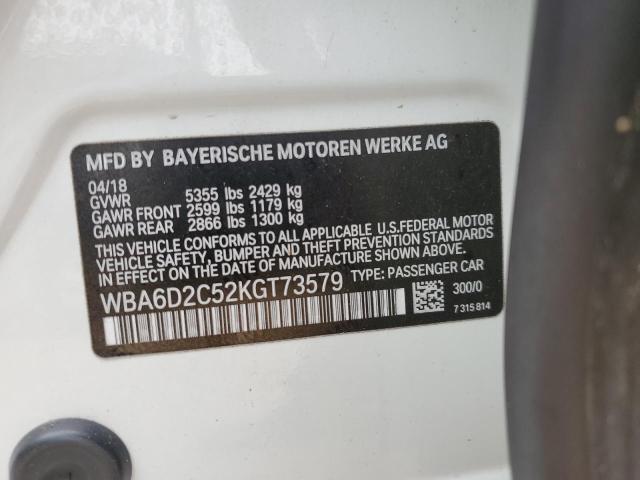 MFD BY BAYERISCHE MOTOREN WERKE AG
04/18
GVWR 5355 lbs 2429 kg
GAWR FRONT 2599 lbs 1179 kg
GAWR REAR 2866 lbs 1300 kg
THIS VEHICLE CONFORMS TO ALL APPLICABLE U.S.FEDERAL MOTOR
VEHICLE SAFETY, BUMPER AND THEFT PREVENTION STANDARDS
IN EFFECT ON THE DATE OF MANUFACTURE SHOWN ABOVE.
WBA6D2C52KGT73579 TYPE: PASSENGER CAR
300/0
7 315 814